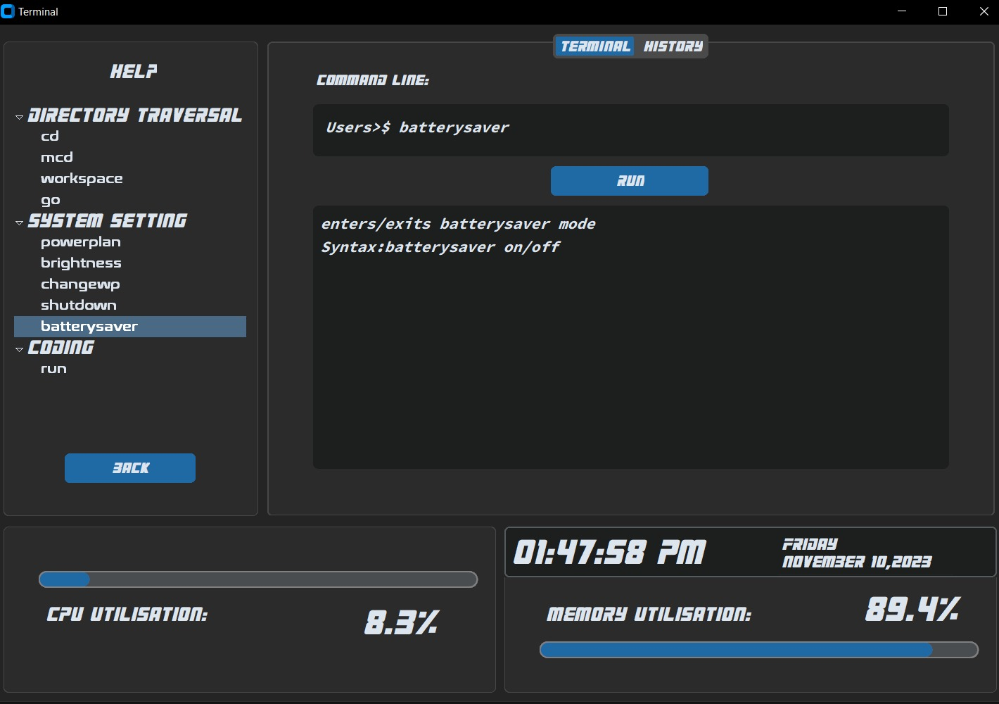 Terminal
HELP
DIRECTORY TRAVERSAL
cd
mcd
workspace
go
SYSTEM SETTING
powerplan
brightness
changewp
shutdown
batterysaver
CODING
run
BACK
TERMINAL HISTORY
COMMAND LINE:
Users>$ batterysaver
RUN
enters/exits batterysaver mode
Syntax:batterysaver on/off
CPU UTILISATION:
8.3%
01:47:58 PM
FRIDAY
NOVEMBER 10,2023
MEMORY UTILISATION:
89.4%